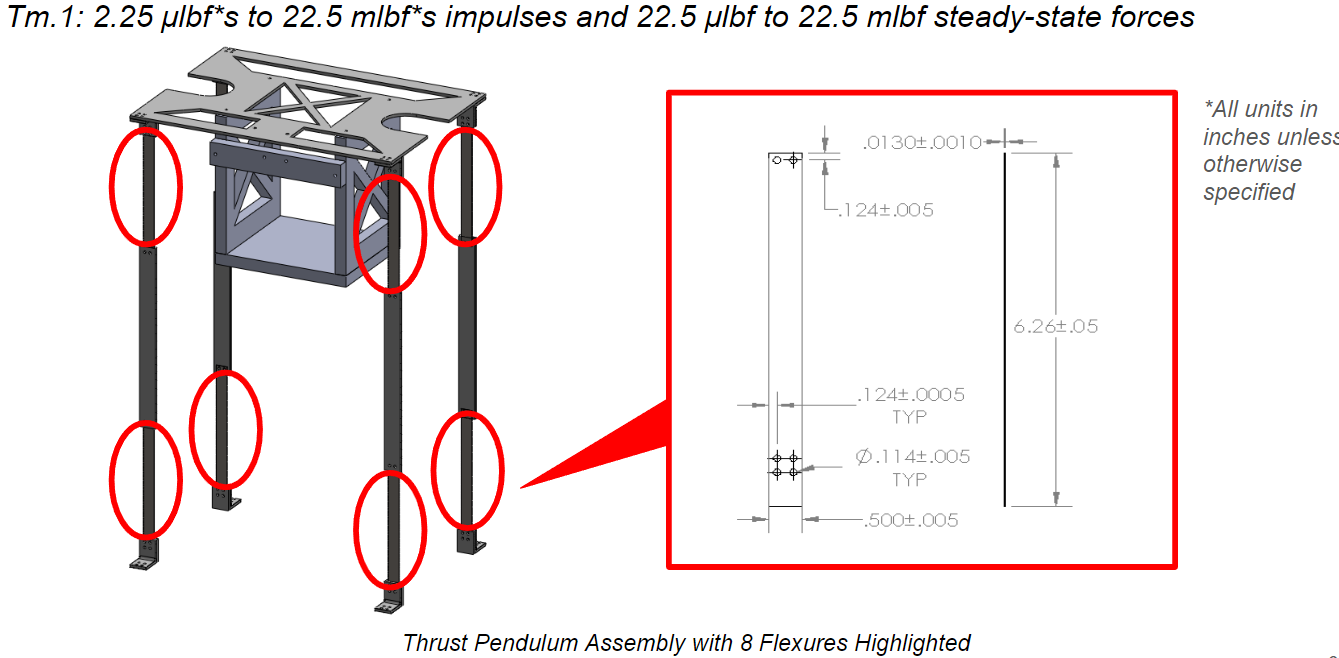 Tm.1: 2.25 µlbf*s to 22.5 mlbf*s impulses and 22.5 µlbf to 22.5 mlbf steady-state forces
*All units in
inches unless
otherwise
specified
.0130±.0010
.124±.005
6.26±.05
.124±.0005
TYP
Ø.114±.005
TYP
.500±.005
Thrust Pendulum Assembly with 8 Flexures Highlighted